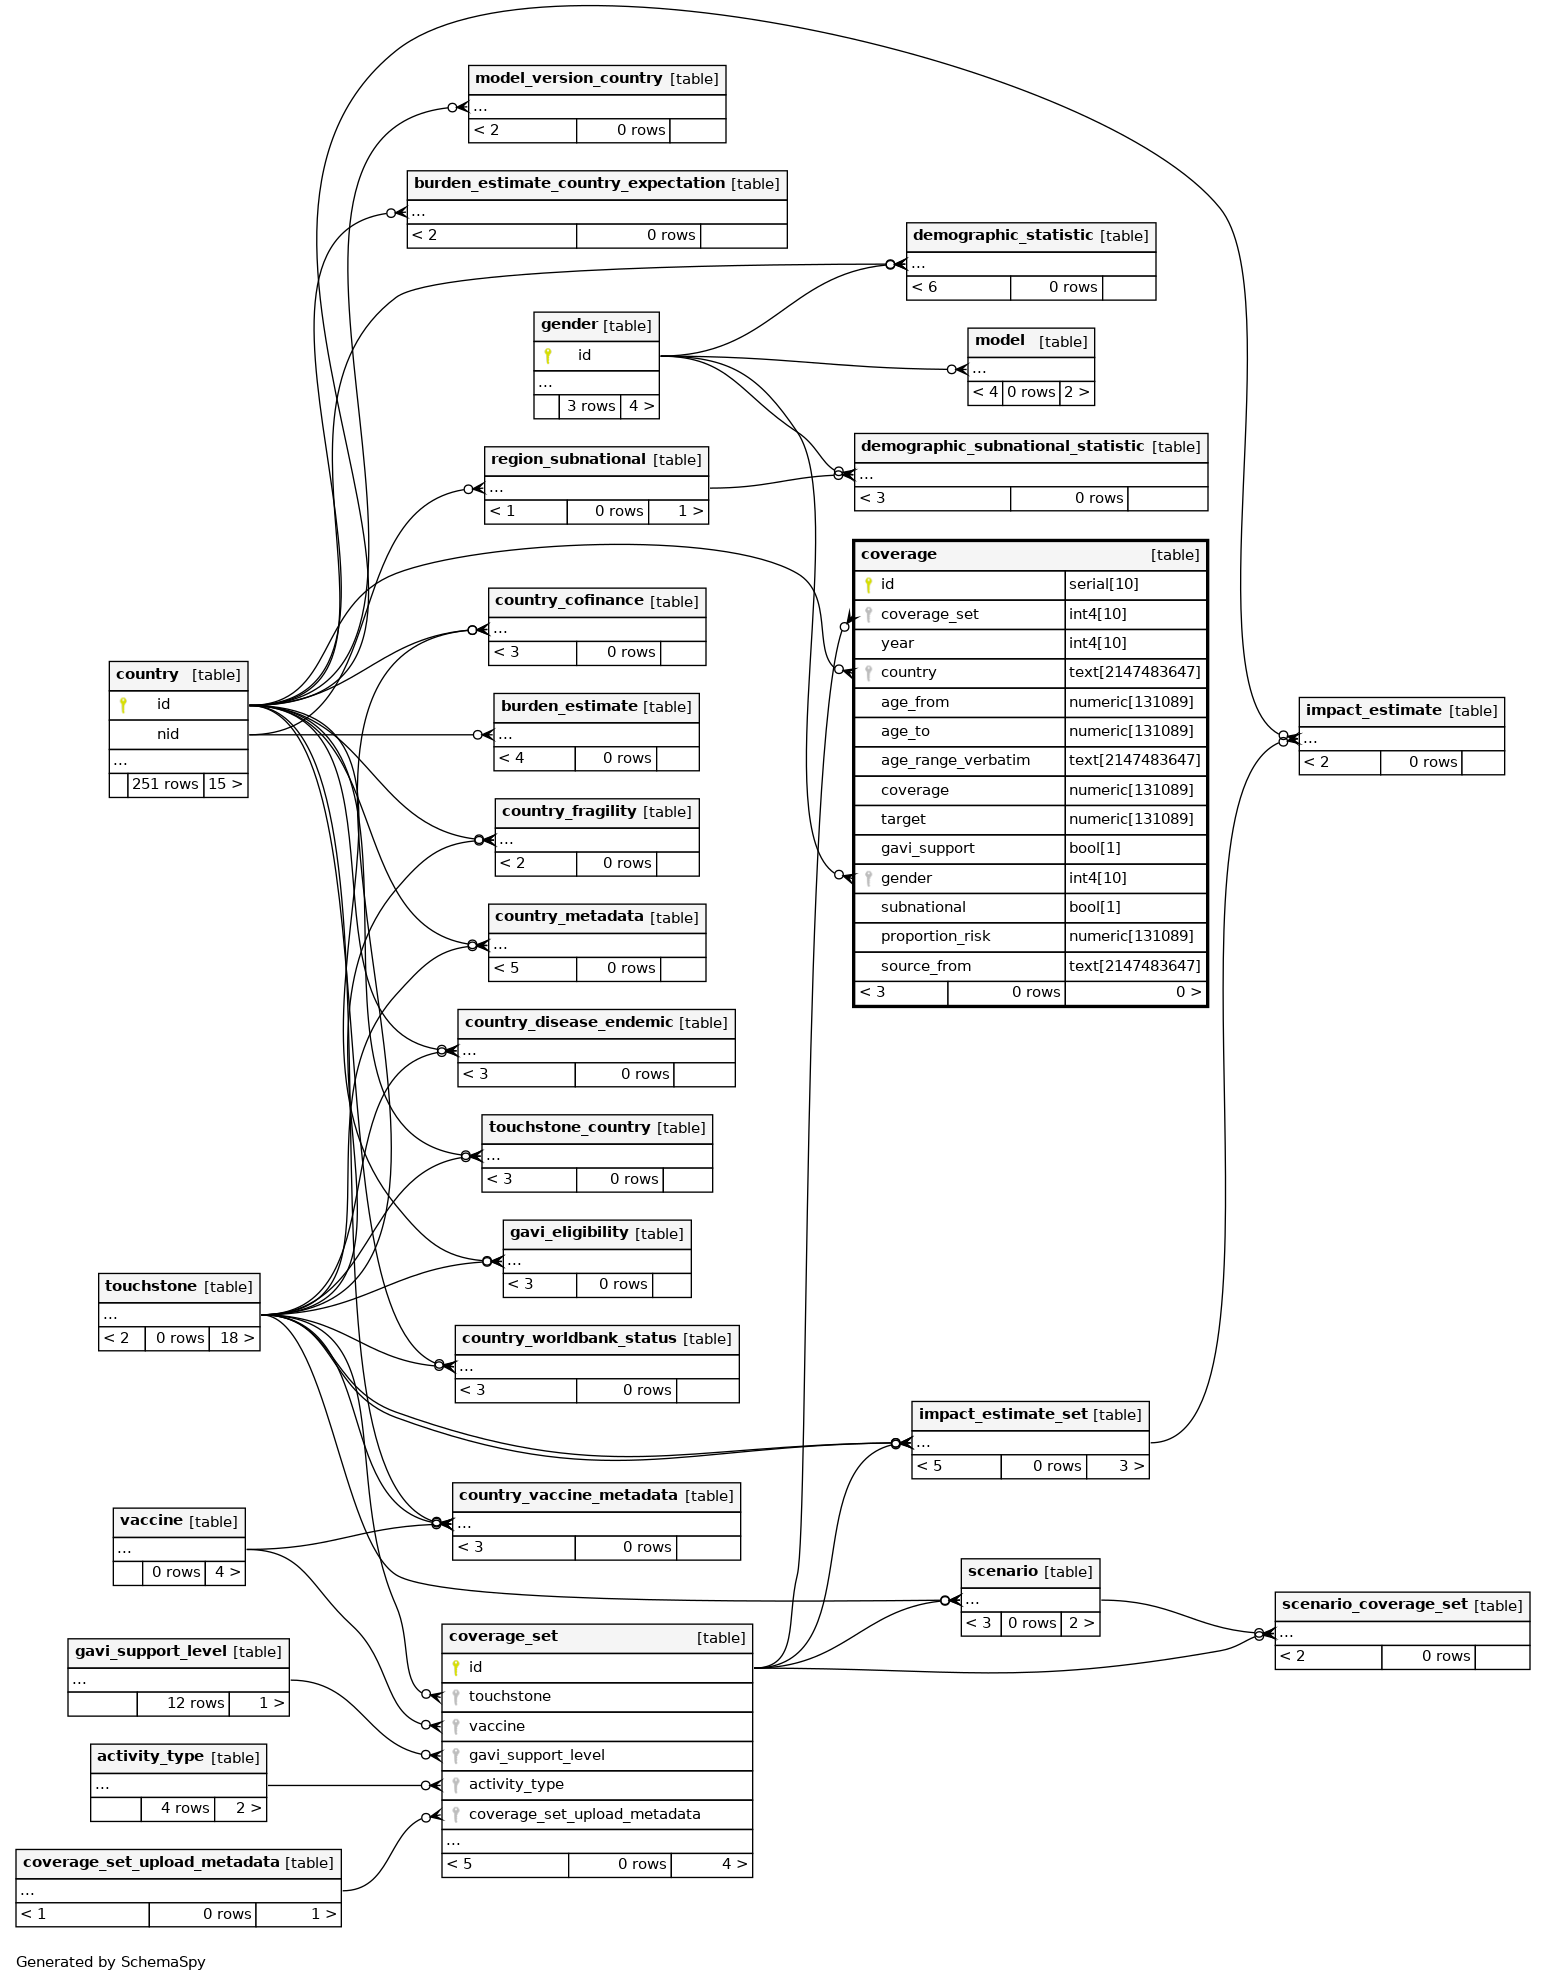 model_version_country [table]
...
< 2 0 rows
burden_estimate_country_expectation [table]
...
< 2 0 rows
demographic_statistic [table]
...
< 6 0 rows
gender [table]
id
...
3 rows 4 >
model [table]
...
< 4 0 rows 2 >
demographic_subnational_statistic [table]
...
< 3 0 rows
region_subnational [table]
...
< 1 0 rows 1 >
coverage [table]
id serial[10]
coverage_set int4[10]
year int4[10]
country text[2147483647]
age_from numeric[131089]
age_to numeric[131089]
age_range_verbatim text[2147483647]
coverage numeric[131089]
target numeric[131089]
gavi_support bool[1]
gender int4[10]
subnational bool[1]
proportion_risk numeric[131089]
source_from text[2147483647]
< 3 0 rows 0 >
country_cofinance [table]
...
< 3 0 rows
country [table]
id
nid
...
251 rows 15 >
burden_estimate [table]
...
< 4 0 rows
impact_estimate [table]
...
< 2 0 rows
country_fragility [table]
...
< 2 0 rows
country_metadata [table]
...
< 5 0 rows
country_disease_endemic [table]
...
< 3 0 rows
touchstone_country [table]
...
< 3 0 rows
gavi_eligibility [table]
...
< 3 0 rows
touchstone [table]
...
< 2 0 rows 18 >
country_worldbank_status [table]
...
< 3 0 rows
impact_estimate_set [table]
...
< 5 0 rows 3 >
country_vaccine_metadata [table]
...
< 3 0 rows
vaccine [table]
...
0 rows 4 >
scenario [table]
...
< 3 0 rows 2 >
scenario_coverage_set [table]
...
< 2 0 rows
gavi_support_level [table]
...
12 rows 1 >
coverage_set [table]
id
touchstone
vaccine
gavi_support_level
activity_type
coverage_set_upload_metadata
...
< 5 0 rows 4 >
activity_type [table]
...
4 rows 2 >
coverage_set_upload_metadata [table]
...
< 1 0 rows 1 >
Generated by SchemaSpy